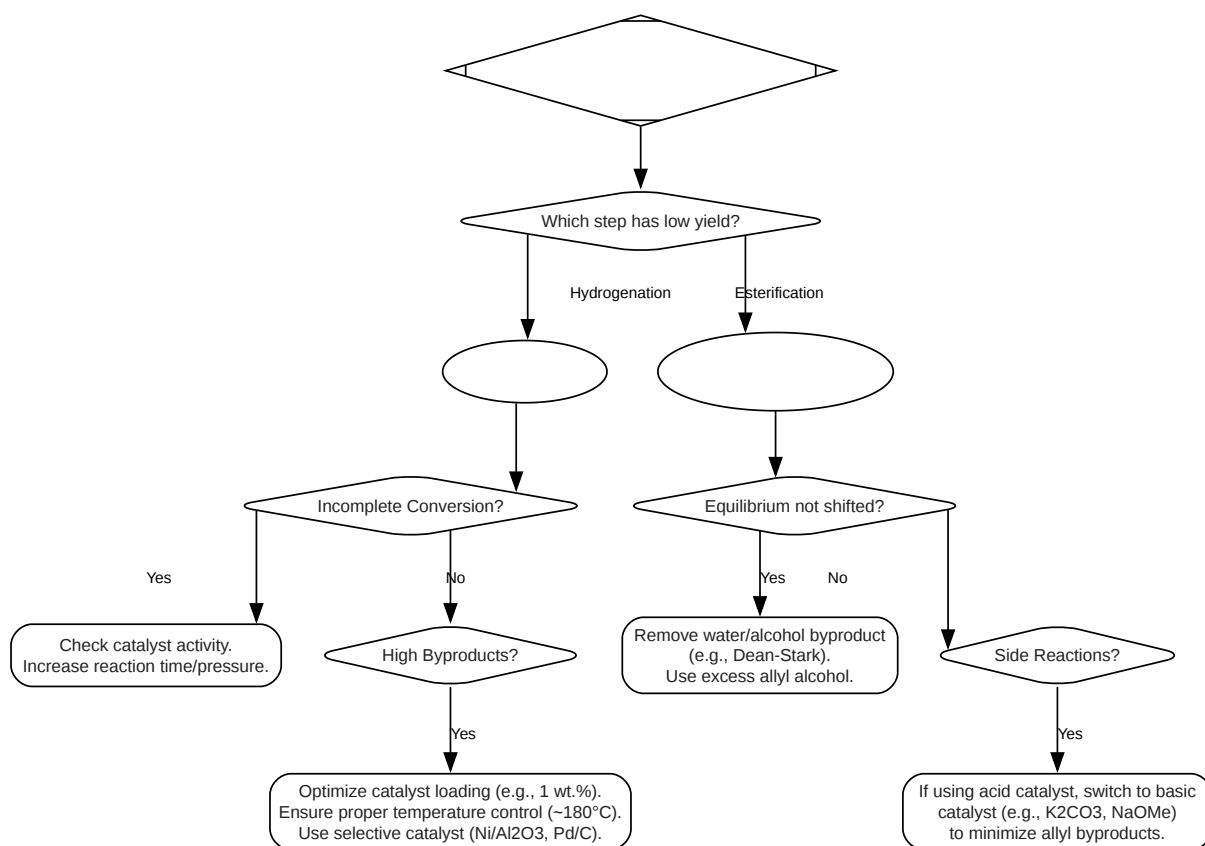 Which step has low yield?
Hydrogenation
Esterification
Incomplete Conversion?
Equilibrium not shifted?
Yes
No
Yes
No
Check catalyst activity.
Increase reaction time/pressure.
High Byproducts?
Remove water/alcohol byproduct
(e.g., Dean-Stark).
Use excess allyl alcohol.
Side Reactions?
Yes
Yes
Optimize catalyst loading (e.g., 1 wt.%).
Ensure proper temperature control (~180°C).
Use selective catalyst (Ni/Al2O3, Pd/C).
If using acid catalyst, switch to basic
catalyst (e.g., K2CO3, NaOMe)
to minimize allyl byproducts.